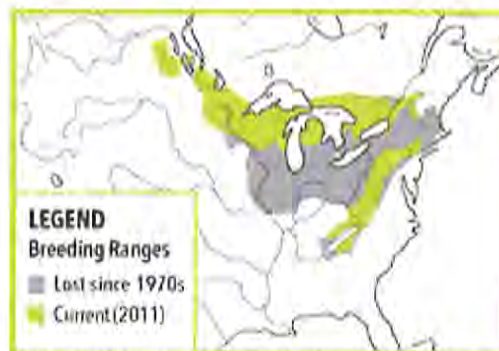 LEGEND
Breeding Ranges
Lost since 1970s
Current(2011)